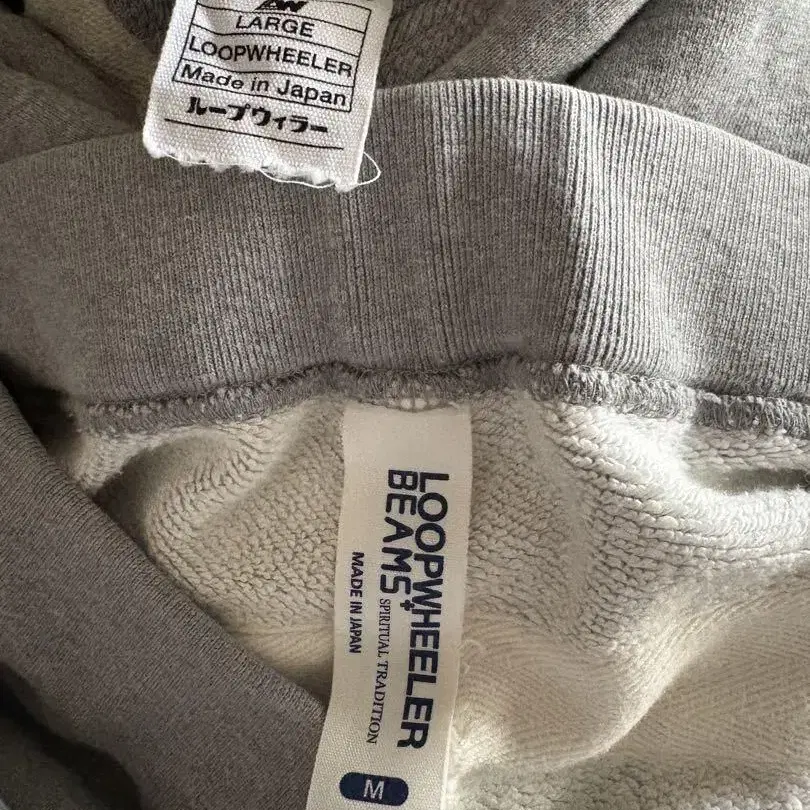 LARGE
LOOPWHEELER
Made in Japan
ループウィラー
LOOPWHEELER
BEAMS+
SPIRITUAL TRADITION
MADE IN JAPAN
M